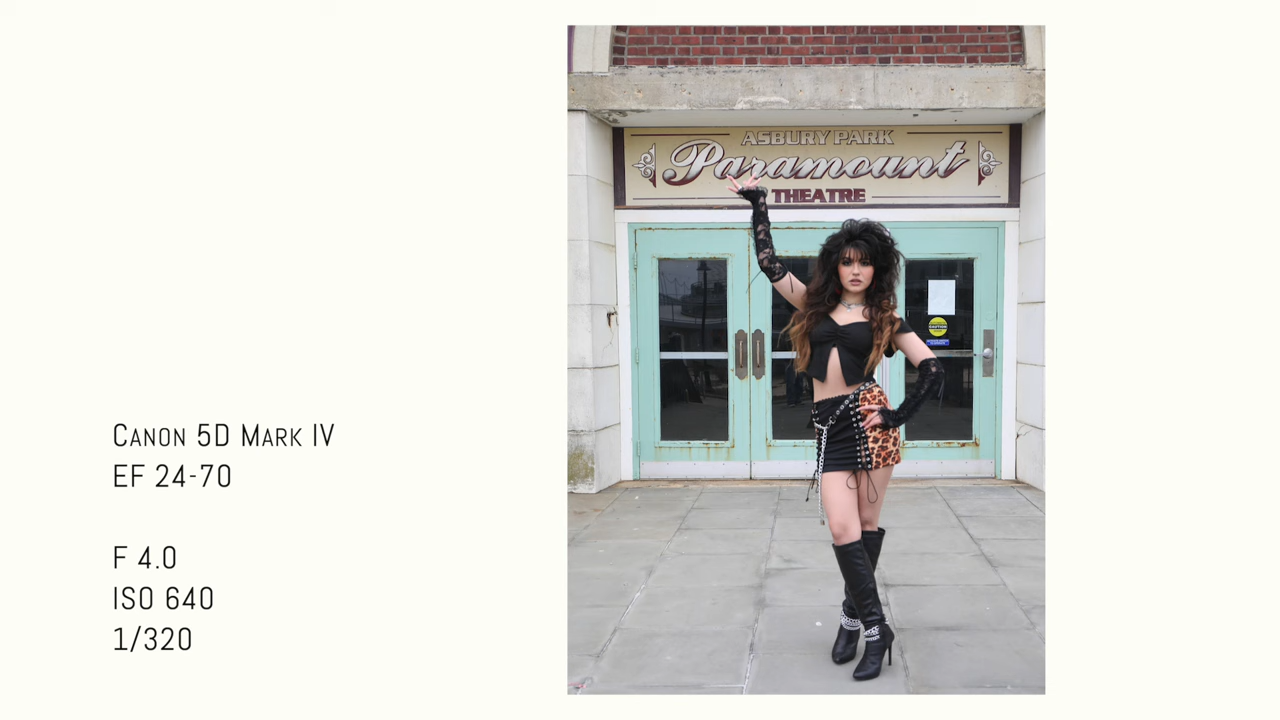 Canon 5D Mark IV
EF 24-70
F 4.0
ISO 640
1/320
ASBURY PARK
Paramount
THEATRE
CAUTION